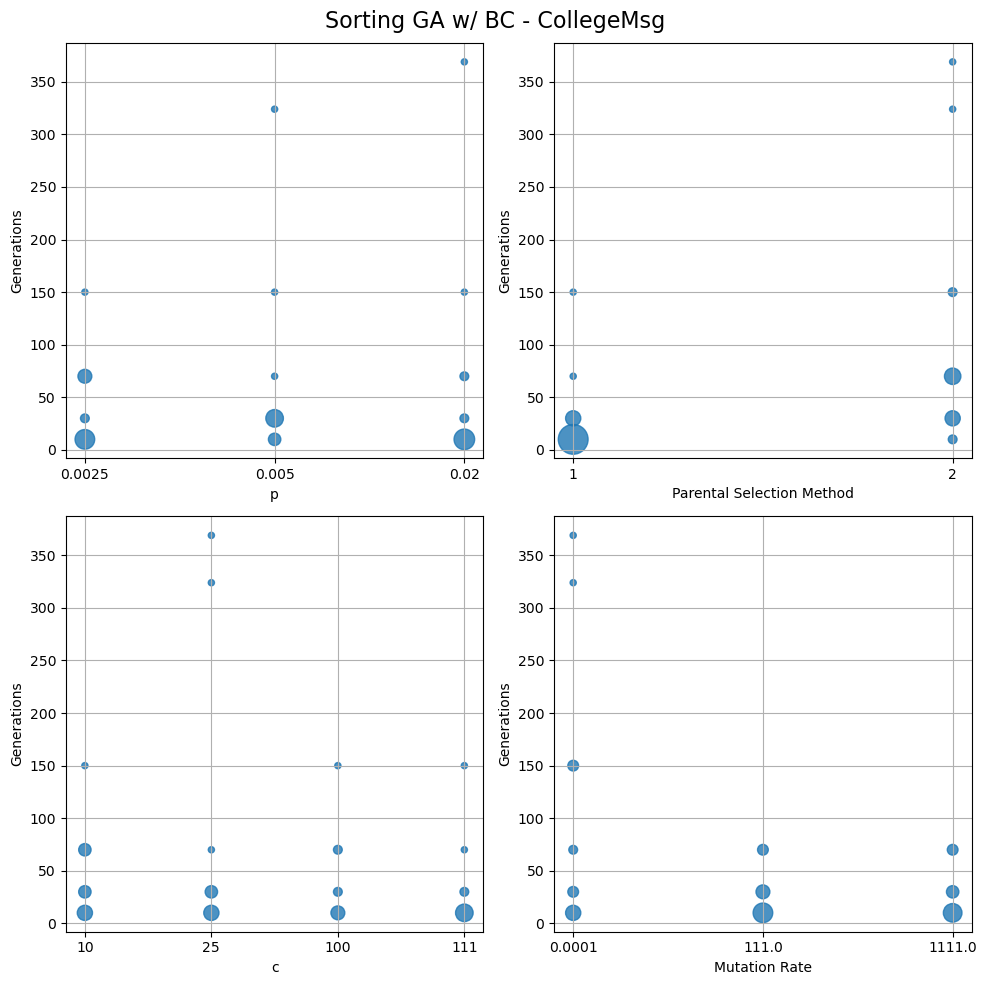 Sorting GA w/ BC - CollegeMsg
Generations
350
300
250
200
150
100
50
0
0.0025 0.005 0.02
p
Generations
350
300
250
200
150
100
50
0
1 2
Parental Selection Method
Generations
350
300
250
200
150
100
50
0
10 25 100 111
c
Generations
350
300
250
200
150
100
50
0
0.0001 111.0 1111.0
Mutation Rate